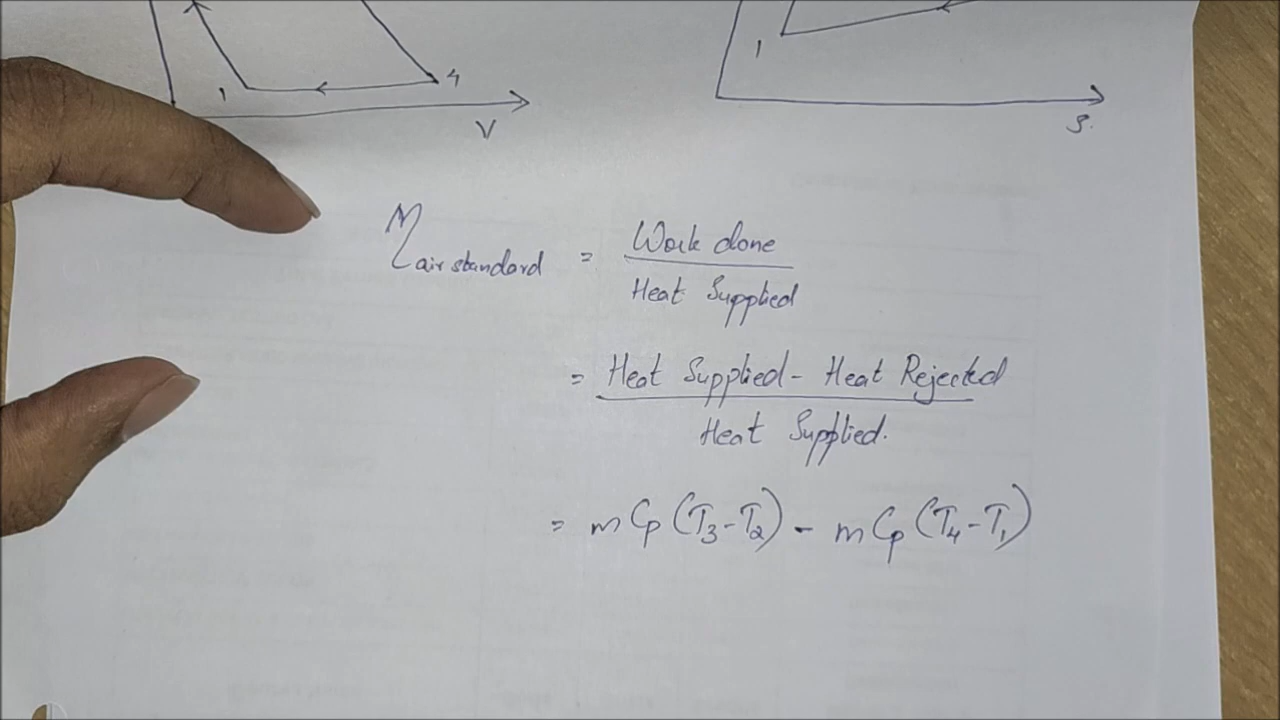 1 4
V
1
S.
η air standard = Work done / Heat Supplied
= Heat Supplied - Heat Rejected / Heat Supplied.
= m Cp (T₃-T₂) - m Cp (T₄-T₁)